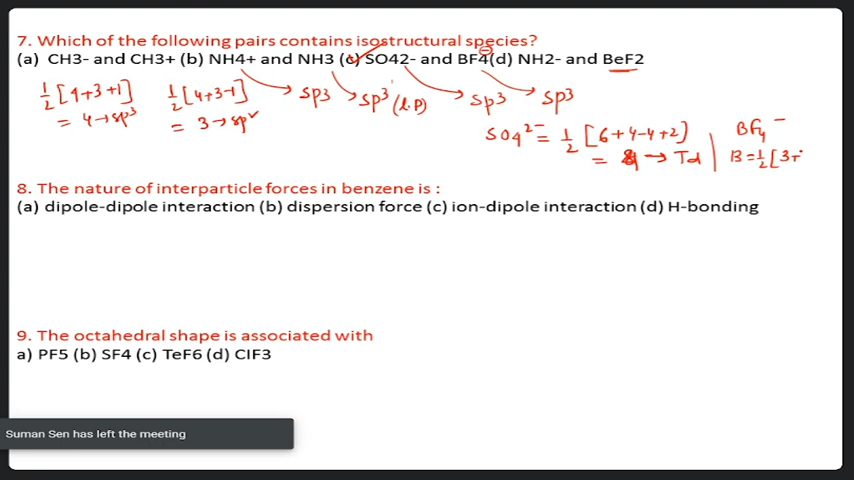 7. Which of the following pairs contains isostructural species?
(a) CH3- and CH3+ (b) NH4+ and NH3 (c) SO42- and BF4(d) NH2- and BeF2
1/2 [4+3+1] 1/2 [4+3-1] sp3 sp3 (l.p) sp3 sp3
= 4→sp3 = 3→sp2
SO4 2- = 1/2 [6+4-4+2] BF4 -
= 4 → Td B = 1/2 [3+
8. The nature of interparticle forces in benzene is :
(a) dipole-dipole interaction (b) dispersion force (c) ion-dipole interaction (d) H-bonding
9. The octahedral shape is associated with
a) PF5 (b) SF4 (c) TeF6 (d) ClF3
Suman Sen has left the meeting